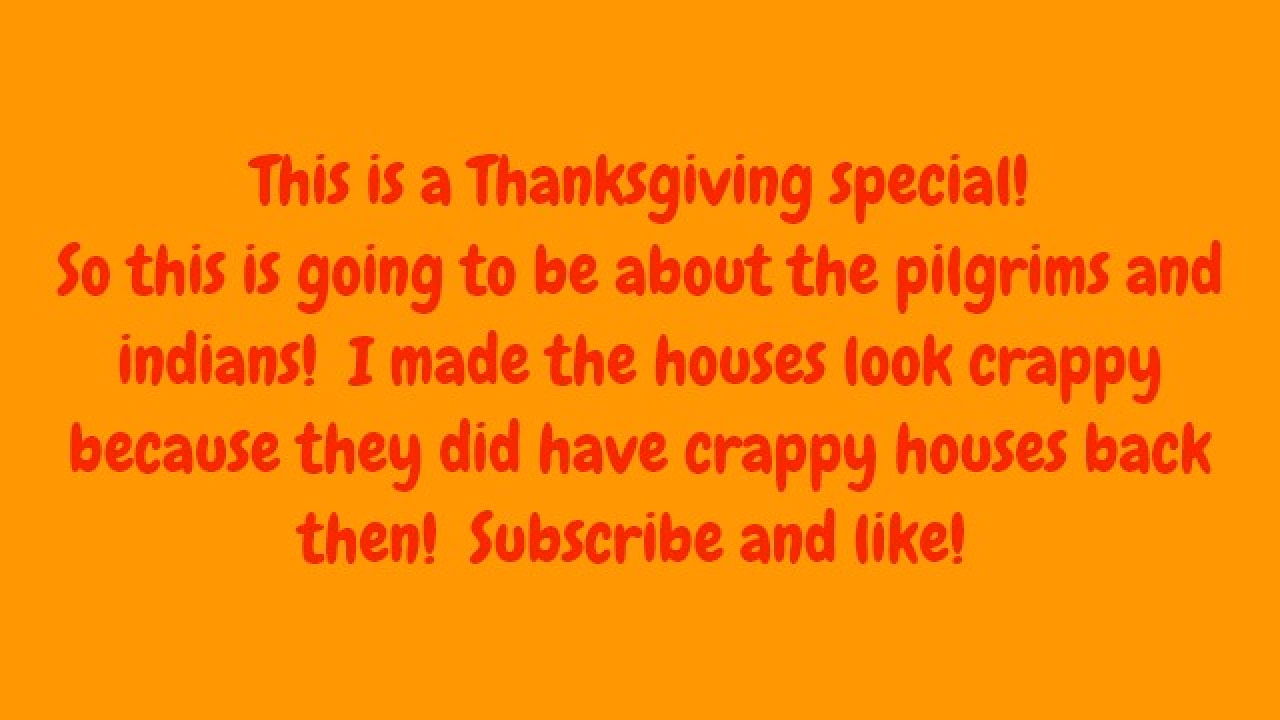 This is a Thanksgiving special!
So this is going to be about the pilgrims and
indians!  I made the houses look crappy
because they did have crappy houses back
then!  Subscribe and like!